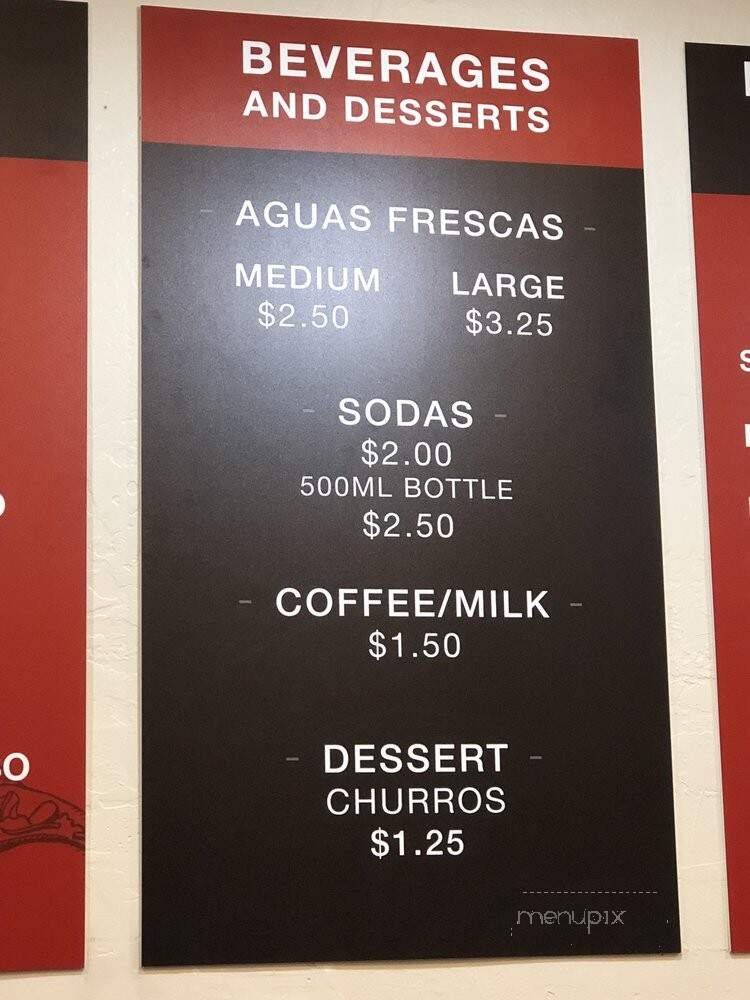 BEVERAGES
AND DESSERTS
- AGUAS FRESCAS -
MEDIUM LARGE
$2.50 $3.25
- SODAS -
$2.00
500ML BOTTLE
$2.50
- COFFEE/MILK -
$1.50
- DESSERT -
CHURROS
$1.25
menupix